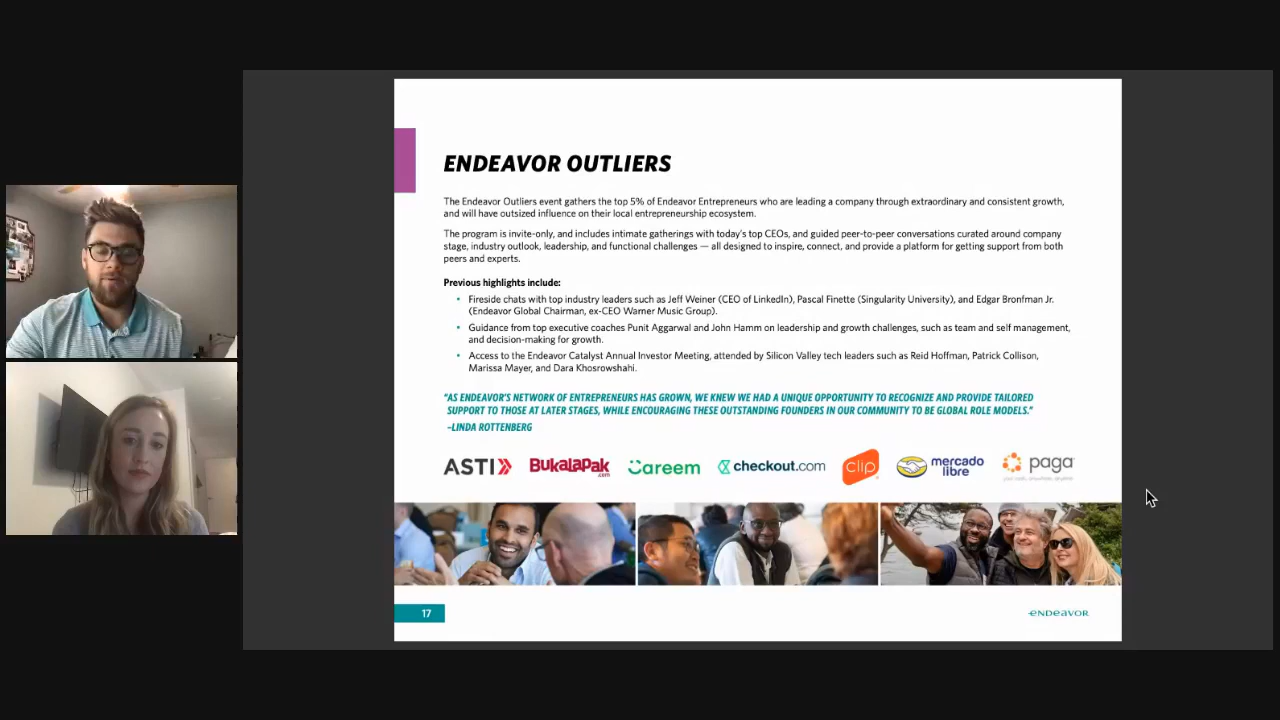 ENDEAVOR OUTLIERS
The Endeavor Outliers event gathers the top 5% of Endeavor Entrepreneurs who are leading a company through extraordinary and consistent growth,
and will have outsized influence on their local entrepreneurship ecosystem.
The program is invite-only, and includes intimate gatherings with today's top CEOs, and guided peer-to-peer conversations curated around company
stage, industry outlook, leadership, and functional challenges — all designed to inspire, connect, and provide a platform for getting support from both
peers and experts.
Previous highlights include:
• Fireside chats with top industry leaders such as Jeff Weiner (CEO of LinkedIn), Pascal Finette (Singularity University), and Edgar Bronfman Jr.
(Endeavor Global Chairman, ex-CEO Warner Music Group).
• Guidance from top executive coaches Punit Aggarwal and John Hamm on leadership and growth challenges, such as team and self management,
and decision-making for growth.
• Access to the Endeavor Catalyst Annual Investor Meeting, attended by Silicon Valley tech leaders such as Reid Hoffman, Patrick Collison,
Marissa Mayer, and Dara Khosrowshahi.
"AS ENDEAVOR'S NETWORK OF ENTREPRENEURS HAS GROWN, WE KNEW WE HAD A UNIQUE OPPORTUNITY TO RECOGNIZE AND PROVIDE TAILORED
SUPPORT TO THOSE AT LATER STAGES, WHILE ENCOURAGING THESE OUTSTANDING FOUNDERS IN OUR COMMUNITY TO BE GLOBAL ROLE MODELS."
–LINDA ROTTENBERG
ASTI BUKALAPAK.com Careem checkout.com clip mercado libre paga
17
ENDEAVOR